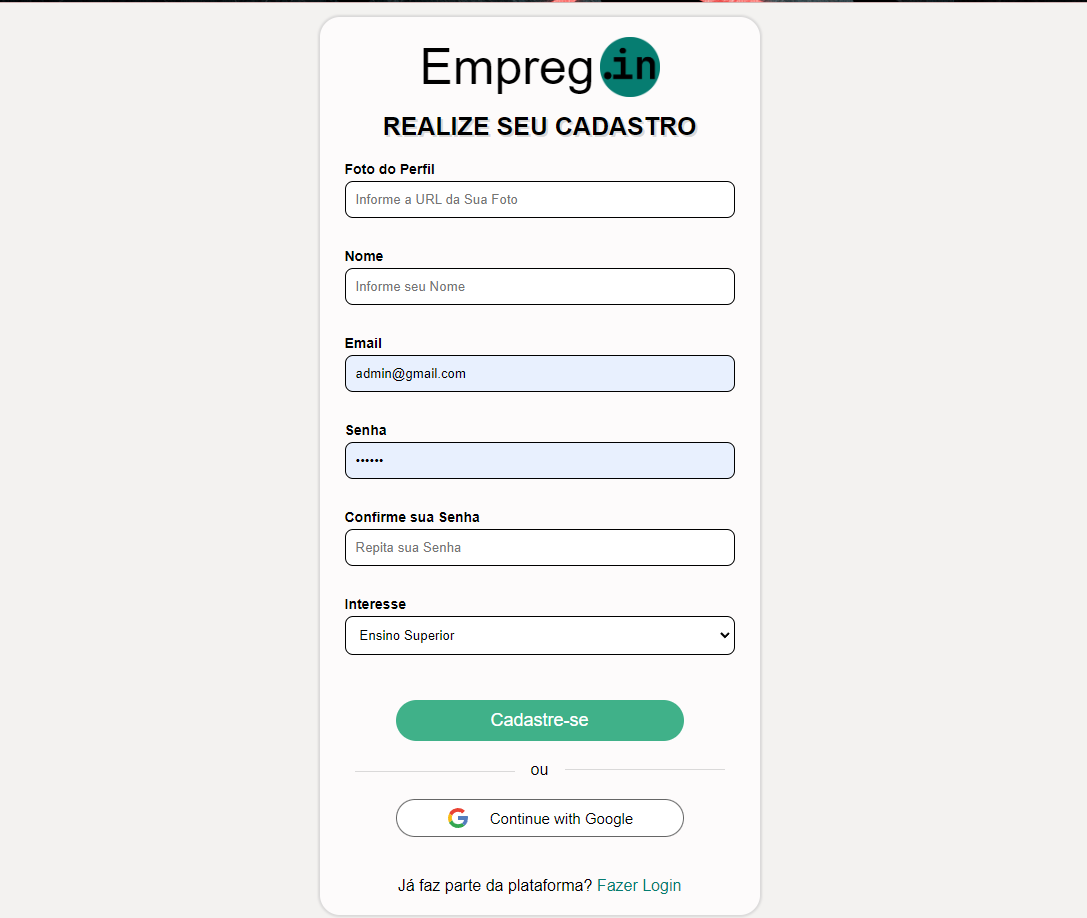 Empreg.in
REALIZE SEU CADASTRO
Foto do Perfil
Informe a URL da Sua Foto
Nome
Informe seu Nome
Email
admin@gmail.com
Senha
••••••
Confirme sua Senha
Repita sua Senha
Interesse
Ensino Superior
Cadastre-se
ou
Continue with Google
Já faz parte da plataforma? Fazer Login